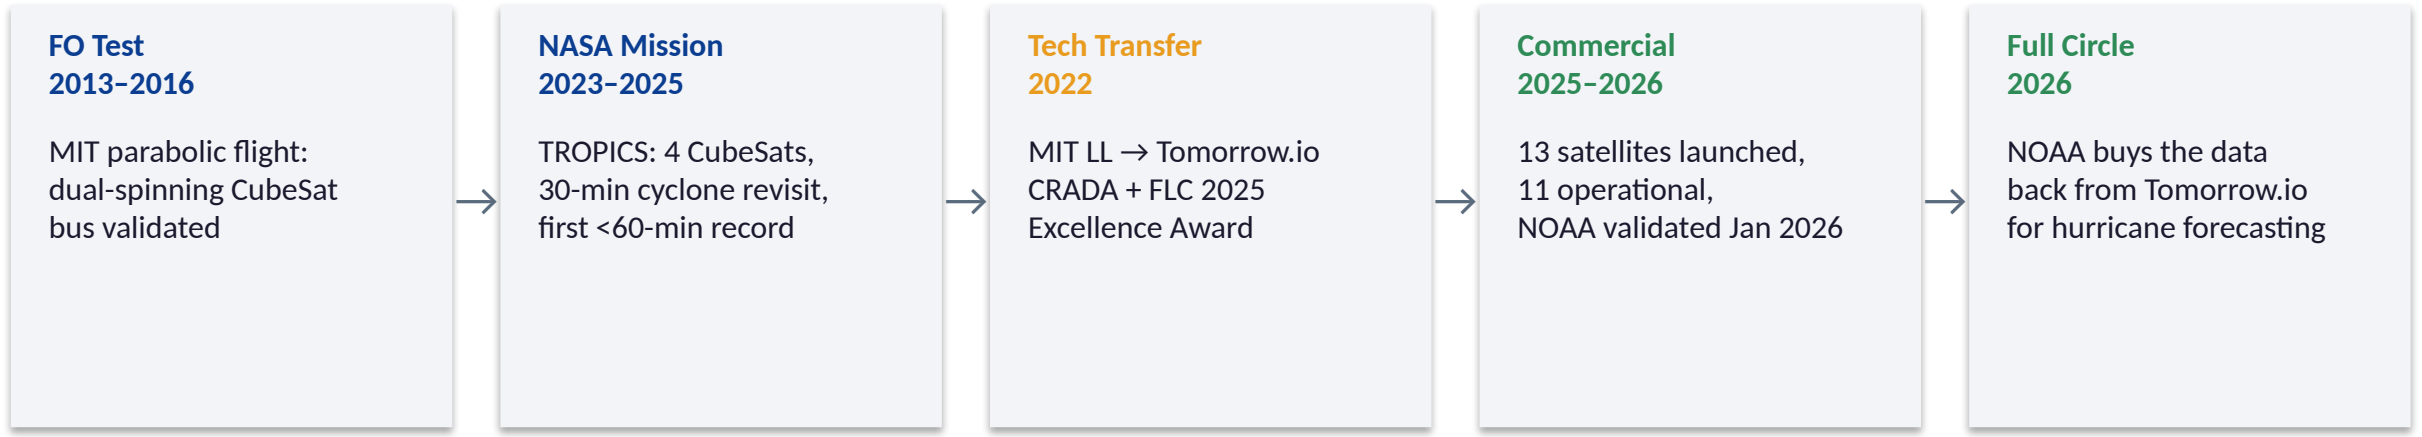 FO Test
2013–2016
MIT parabolic flight:
dual-spinning CubeSat
bus validated
→
NASA Mission
2023–2025
TROPICS: 4 CubeSats,
30-min cyclone revisit,
first <60-min record
→
Tech Transfer
2022
MIT LL → Tomorrow.io
CRADA + FLC 2025
Excellence Award
→
Commercial
2025–2026
13 satellites launched,
11 operational,
NOAA validated Jan 2026
→
Full Circle
2026
NOAA buys the data
back from Tomorrow.io
for hurricane forecasting